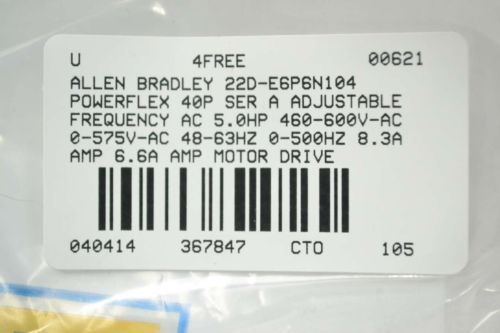 U 4FREE 00621
ALLEN BRADLEY 22D-E6P6N104
POWERFLEX 40P SER A ADJUSTABLE
FREQUENCY AC 5.0HP 460-600V-AC
0-575V-AC 48-63HZ 0-500HZ 8.3A
AMP 6.6A AMP MOTOR DRIVE
040414 367847 CTO 105